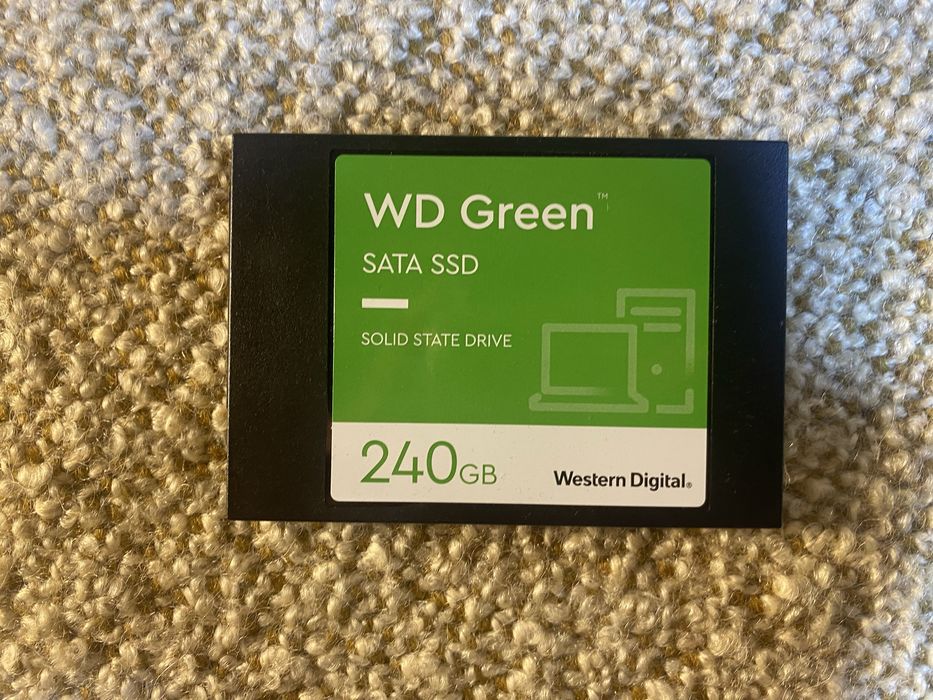 WD Green™
SATA SSD
SOLID STATE DRIVE
240GB
Western Digital®